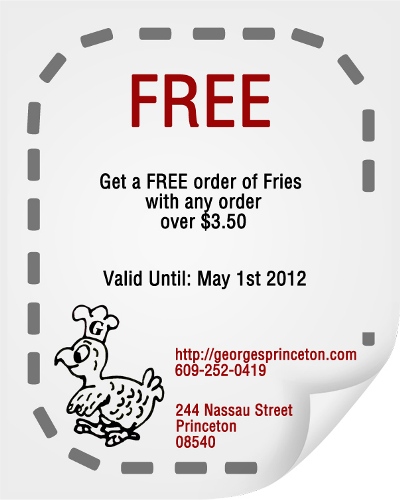 FREE
Get a FREE order of Fries
with any order
over $3.50
Valid Until: May 1st 2012
G
http://georgesprinceton.com
609-252-0419
244 Nassau Street
Princeton
08540